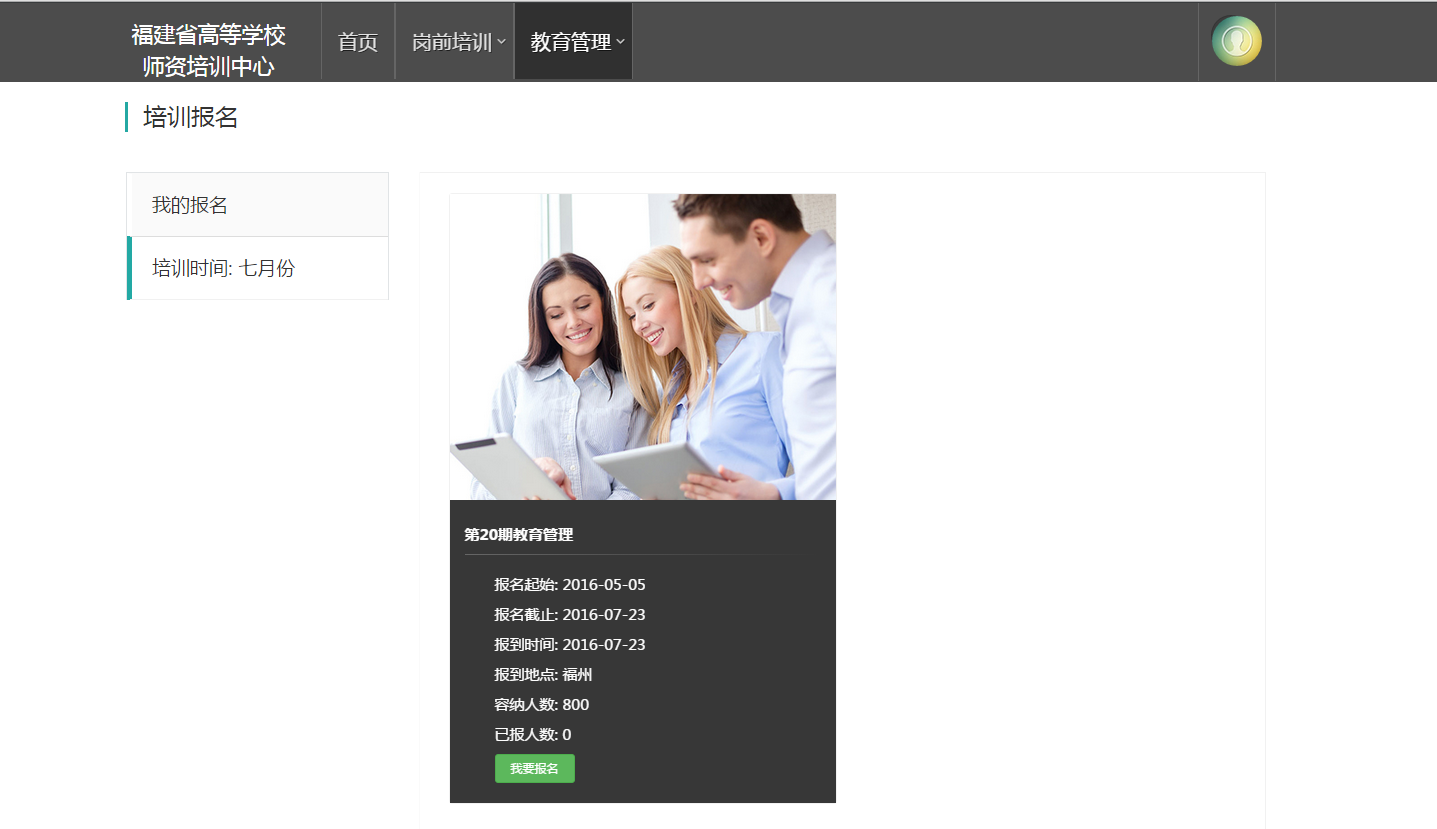 福建省高等学校
师资培训中心
首页
岗前培训
教育管理
培训报名
我的报名
培训时间: 七月份
第20期教育管理
报名起始: 2016-05-05
报名截止: 2016-07-23
报到时间: 2016-07-23
报到地点: 福州
容纳人数: 800
已报人数: 0
我要报名